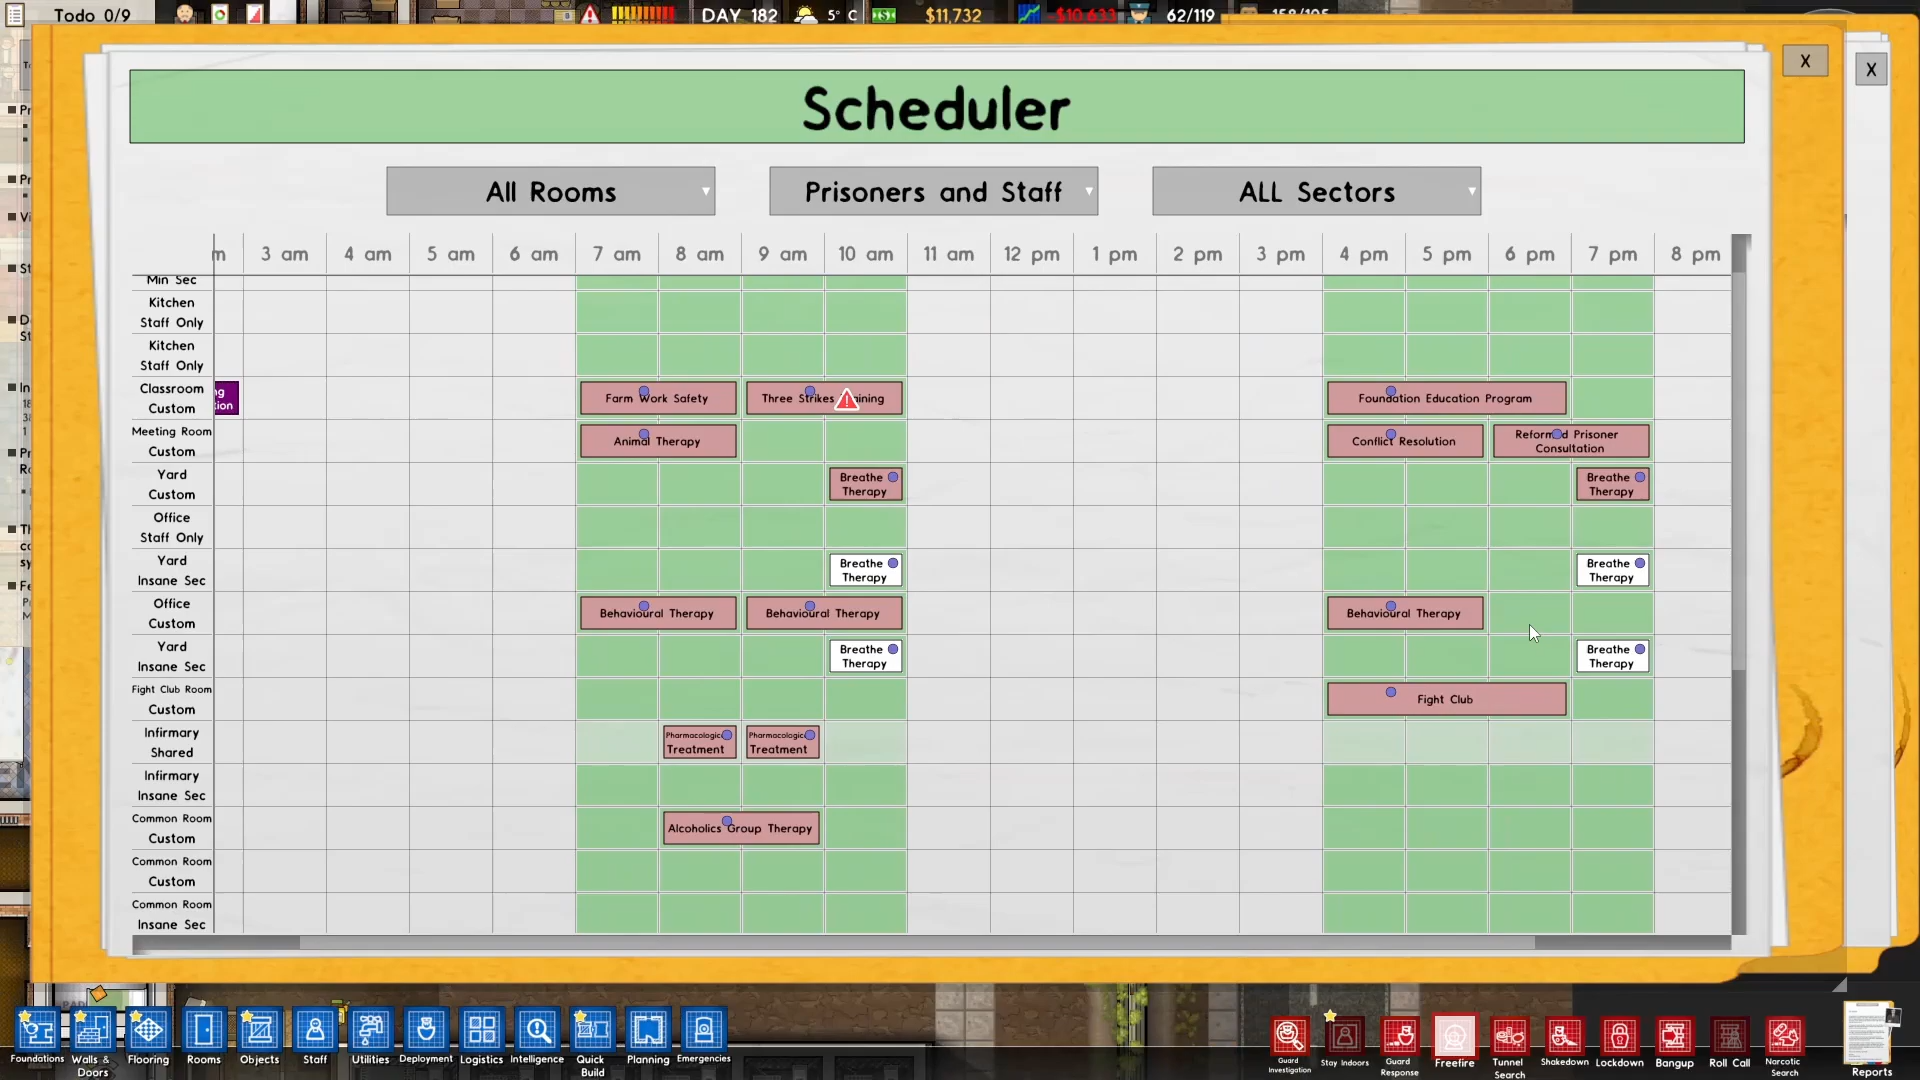 Todo 0/9
DAY 182
5° C
$11,732
-$10,633
62/119
X
X
Scheduler
All Rooms
Prisoners and Staff
ALL Sectors
m
3 am
4 am
5 am
6 am
7 am
8 am
9 am
10 am
11 am
12 pm
1 pm
2 pm
3 pm
4 pm
5 pm
6 pm
7 pm
8 pm
Min Sec
Kitchen
Staff Only
Kitchen
Staff Only
Classroom
Custom
Farm Work Safety
Three Strikes
Foundation Education Program
Meeting Room
Custom
Animal Therapy
Conflict Resolution
Reformed Prisoner
Consultation
Yard
Custom
Breathe
Therapy
Breathe
Therapy
Office
Staff Only
Yard
Insane Sec
Breathe
Therapy
Breathe
Therapy
Office
Custom
Behavioural Therapy
Behavioural Therapy
Behavioural Therapy
Yard
Insane Sec
Breathe
Therapy
Breathe
Therapy
Fight Club Room
Custom
Fight Club
Infirmary
Shared
Treatment
Treatment
Infirmary
Insane Sec
Common Room
Custom
Alcoholics Group Therapy
Common Room
Custom
Common Room
Insane Sec
Foundations
Walls &
Doors
Flooring
Rooms
Objects
Staff
Utilities
Deployment
Logistics
Intelligence
Quick
Build
Planning
Emergencies
Guard
Investigation
Stay Indoors
Guard
Response
Freefire
Tunnel
Search
Shakedown
Lockdown
Bangup
Roll Call
Narcotic
Search
Reports